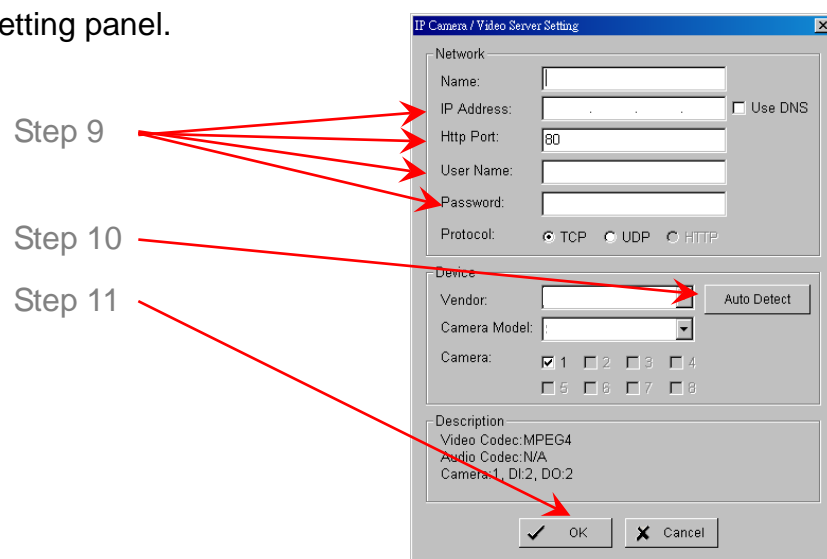 etting panel.
IP Camera / Video Server Setting
Network
Name:
IP Address: . . . Use DNS
Step 9
Http Port: 80
User Name:
Password:
Protocol: TCP UDP HTTP
Step 10
Device
Step 11
Vendor: Auto Detect
Camera Model:
Camera: 1 2 3 4
5 6 7 8
Description
Video Codec:MPEG4
Audio Codec:N/A
Camera:1, DI:2, DO:2
OK Cancel